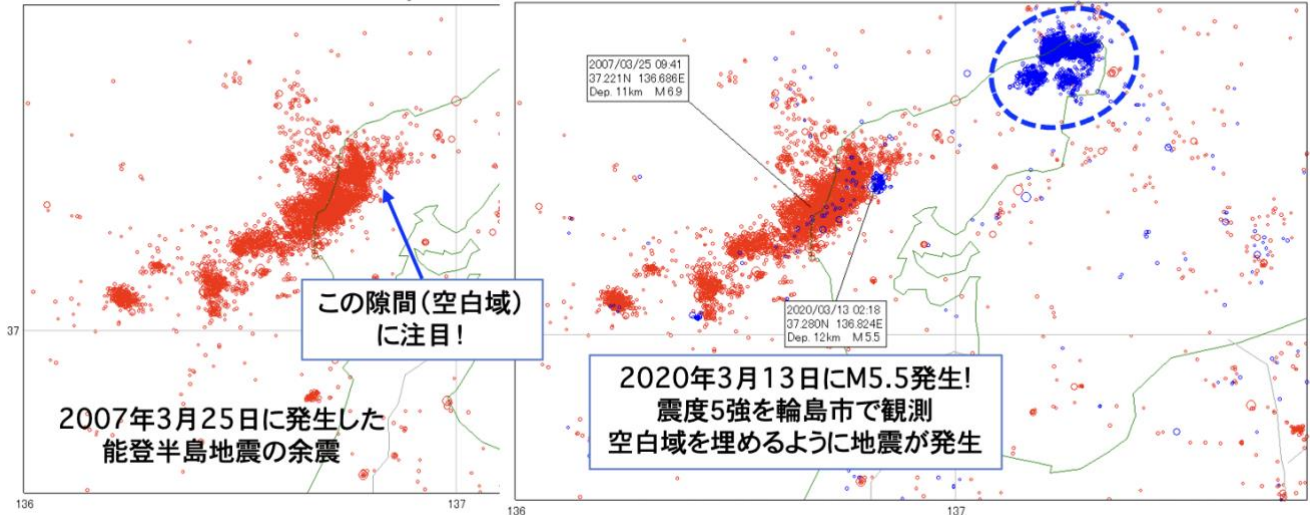 37
この隙間(空白域)
に注目!
2007年3月25日に発生した
能登半島地震の余震
136
137
2007/03/25 09:41
37.221N 136.686E
Dep. 11km M6.9
2020/03/13 02:18
37.280N 136.824E
Dep. 12km M5.5
2020年3月13日にM5.5発生!
震度5強を輪島市で観測
空白域を埋めるように地震が発生
136
137